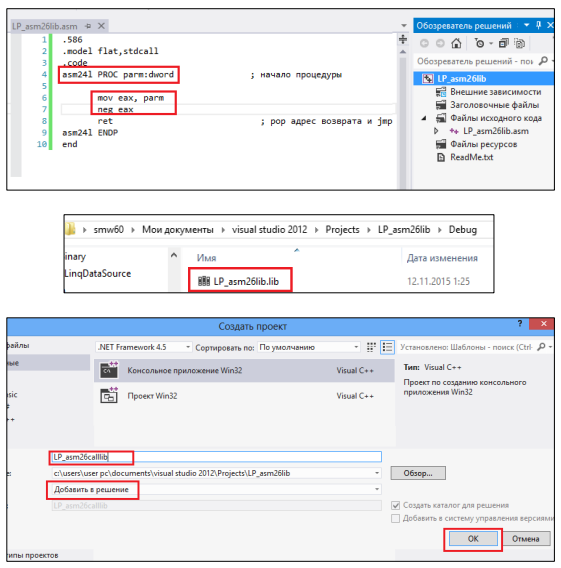 LP_asm26lib.asm
1 .586
2 .model flat,stdcall
3 .code
4 asm241 PROC parm:dword ; начало процедуры
5
6 mov eax, parm
7 neg eax
8 ret ; pop адрес возврата и jmp
9 asm241 ENDP
10 end
Обозреватель решений
Обозреватель решений - пои
LP_asm26lib
Внешние зависимости
Заголовочные файлы
Файлы исходного кода
LP_asm26lib.asm
Файлы ресурсов
ReadMe.txt
smw60 Мои документы visual studio 2012 Projects LP_asm26lib Debug
inary Имя Дата изменения
LinqDataSource
LP_asm26lib.lib 12.11.2015 1:25
Создать проект
файлы .NET Framework 4.5 Сортировать по: По умолчанию Установлено: Шаблоны - поиск (Ctrl-
ные
Консольное приложение Win32 Visual C++
Проект Win32 Visual C++
Тип: Visual C++
Проект по созданию консольного
приложения Win32
LP_asm26calllib
c:\users\user pc\documents\visual studio 2012\Projects\LP_asm26lib Обзор...
Добавить в решение Создать каталог для решения
LP_asm26calllib Добавить в систему управления версиями
OK Отмена
типы проектов